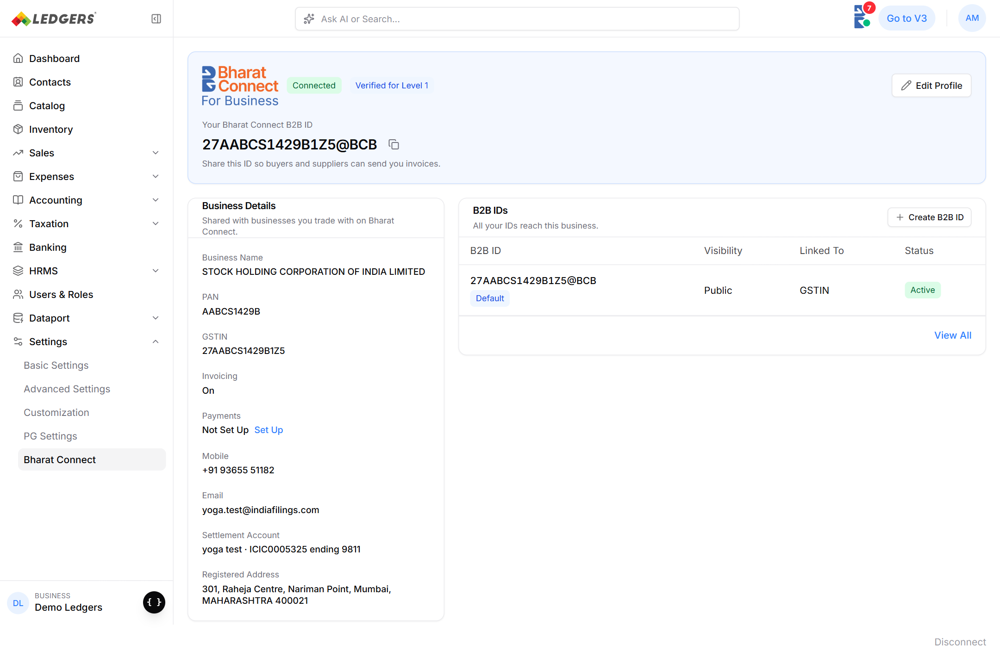 LEDGERS
Ask AI or Search...
7
Go to V3
AM
Dashboard
Contacts
Catalog
Inventory
Sales
Expenses
Accounting
Taxation
Banking
HRMS
Users & Roles
Dataport
Settings
Basic Settings
Advanced Settings
Customization
PG Settings
Bharat Connect
DL
BUSINESS
Demo Ledgers
{ }
Bharat
Connect
For Business
Connected
Verified for Level 1
Edit Profile
Your Bharat Connect B2B ID
27AABCS1429B1Z5@BCB
Share this ID so buyers and suppliers can send you invoices.
Business Details
Shared with businesses you trade with on Bharat
Connect.
Business Name
STOCK HOLDING CORPORATION OF INDIA LIMITED
PAN
AABCS1429B
GSTIN
27AABCS1429B1Z5
Invoicing
On
Payments
Not Set Up Set Up
Mobile
+91 93655 51182
Email
yoga.test@indiafilings.com
Settlement Account
yoga test · ICIC0005325 ending 9811
Registered Address
301, Raheja Centre, Nariman Point, Mumbai,
MAHARASHTRA 400021
B2B IDs
All your IDs reach this business.
Create B2B ID
B2B ID Visibility Linked To Status
27AABCS1429B1Z5@BCB
Default
Public GSTIN Active
View All
Disconnect